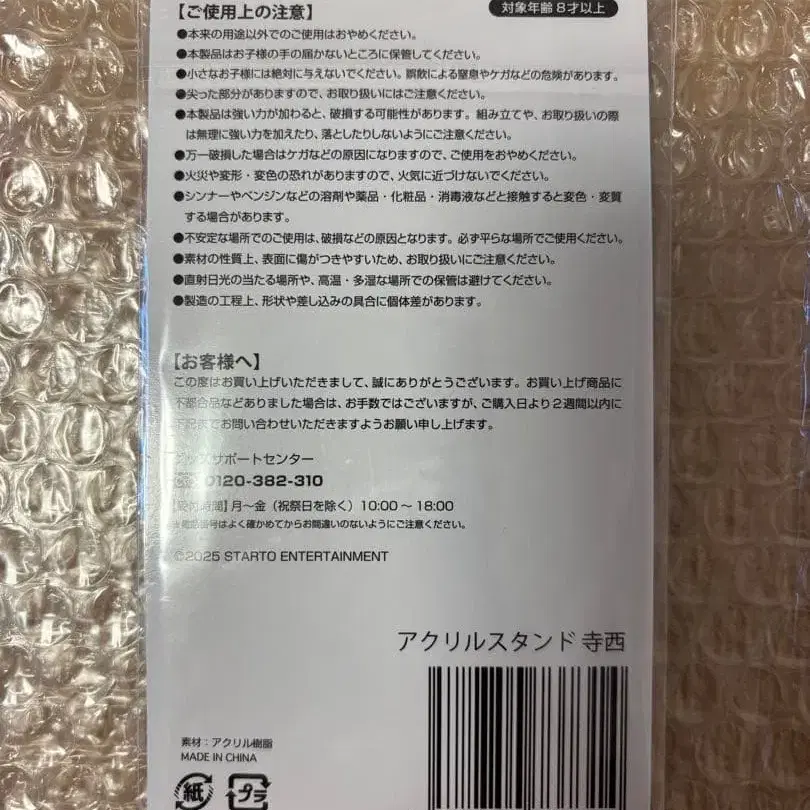 【ご使用上の注意】
対象年齢8才以上
●本来の用途以外でのご使用はおやめください。
●本製品はお子様の手の届かないところに保管してください。
●小さなお子様には絶対に与えないでください。誤飲による窒息やケガなどの危険があります。
●尖った部分がありますので、お取り扱いにはご注意ください。
●本製品は強い力が加わると、破損する可能性があります。組み立てや、お取り扱いの際
は無理に強い力を加えたり、落としたりしないようにご注意ください。
●万一破損した場合はケガなどの原因になりますので、ご使用をおやめください。
●火災や変形・変色の恐れがありますので、火気に近づけないでください。
●シンナーやベンジンなどの溶剤や薬品・化粧品・消毒液などと接触すると変色・変質
する場合があります。
●不安定な場所でのご使用は、破損などの原因となります。必ず平らな場所でご使用ください。
●素材の性質上、表面に傷がつきやすいため、お取り扱いにご注意ください。
●直射日光の当たる場所や、高温・多湿な場所での保管は避けてください。
●製造の工程上、形状や差し込みの具合に個体差があります。
【お客様へ】
この度はお買い上げいただきまして、誠にありがとうございます。お買い上げ商品に
不都合品などありました場合は、お手数ではございますが、ご購入日より2週間以内に
下記までお問い合わせいただきますようお願い申し上げます。
グッズサポートセンター
0120-382-310
【受付時間】月～金（祝祭日を除く）10:00～18:00
★電話番号はよく確かめてからお間違いのないようにご注意ください。
©2025 STARTO ENTERTAINMENT
アクリルスタンド 寺西
素材：アクリル樹脂
MADE IN CHINA
紙 プラ